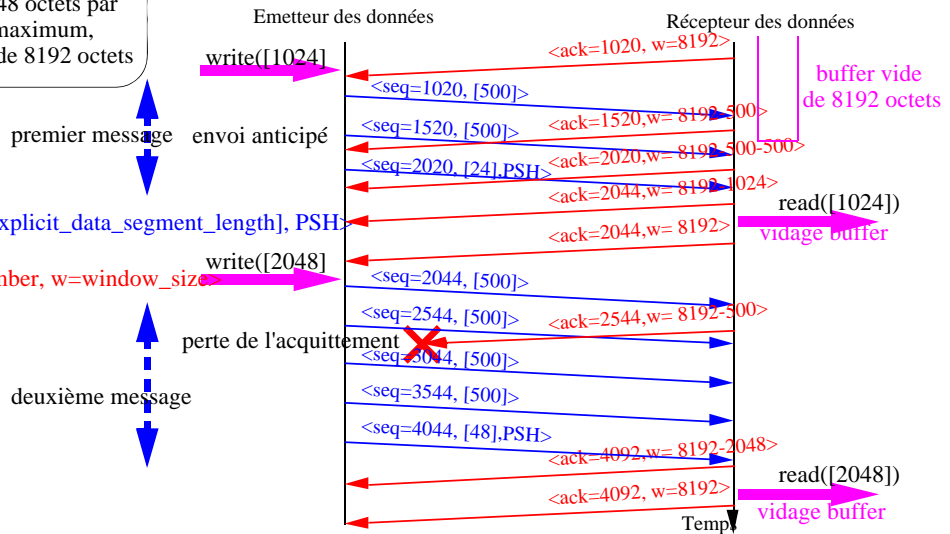 48 octets par
maximum,
de 8192 octets
Emetteur des données
Récepteur des données
write([1024]
<ack=1020, w=8192>
buffer vide
de 8192 octets
<seq=1020, [500]>
premier message
envoi anticipé
<ack=1520,w= 8192-500>
<seq=1520, [500]>
<ack=2020,w= 8192-500-500>
<seq=2020, [24],PSH>
<ack=2044,w= 8192-1024>
read([1024])
vidage buffer
explicit_data_segment_length], PSH>
<ack=2044,w= 8192>
write([2048]
mber, w=window_size>
<seq=2044, [500]>
<seq=2544, [500]>
<ack=2544,w= 8192-500>
perte de l'acquittement
<seq=3044, [500]>
<seq=3544, [500]>
deuxième message
<seq=4044, [48],PSH>
<ack=4092,w= 8192-2048>
read([2048])
vidage buffer
<ack=4092, w=8192>
Temps